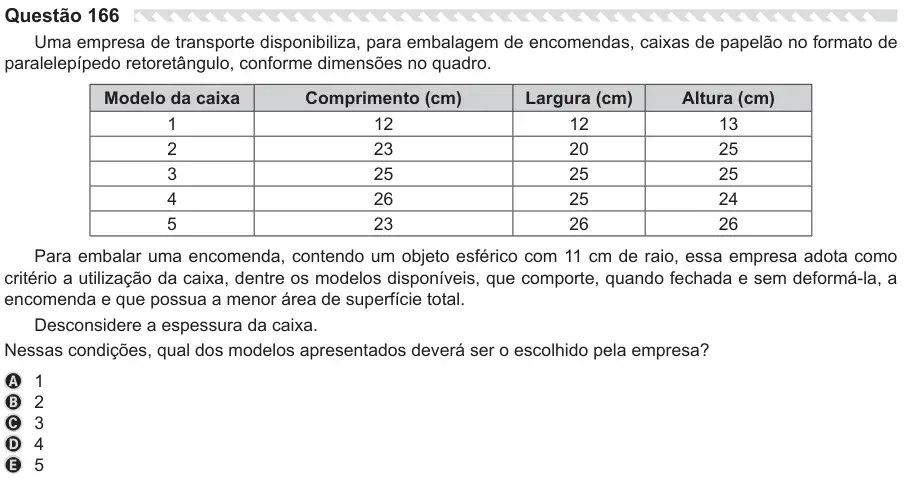 Questão 166
Uma empresa de transporte disponibiliza, para embalagem de encomendas, caixas de papelão no formato de
paralelepípedo retoretângulo, conforme dimensões no quadro.
Modelo da caixa Comprimento (cm) Largura (cm) Altura (cm)
1 12 12 13
2 23 20 25
3 25 25 25
4 26 25 24
5 23 26 26
Para embalar uma encomenda, contendo um objeto esférico com 11 cm de raio, essa empresa adota como
critério a utilização da caixa, dentre os modelos disponíveis, que comporte, quando fechada e sem deformá-la, a
encomenda e que possua a menor área de superfície total.
Desconsidere a espessura da caixa.
Nessas condições, qual dos modelos apresentados deverá ser o escolhido pela empresa?
A 1
B 2
C 3
D 4
E 5